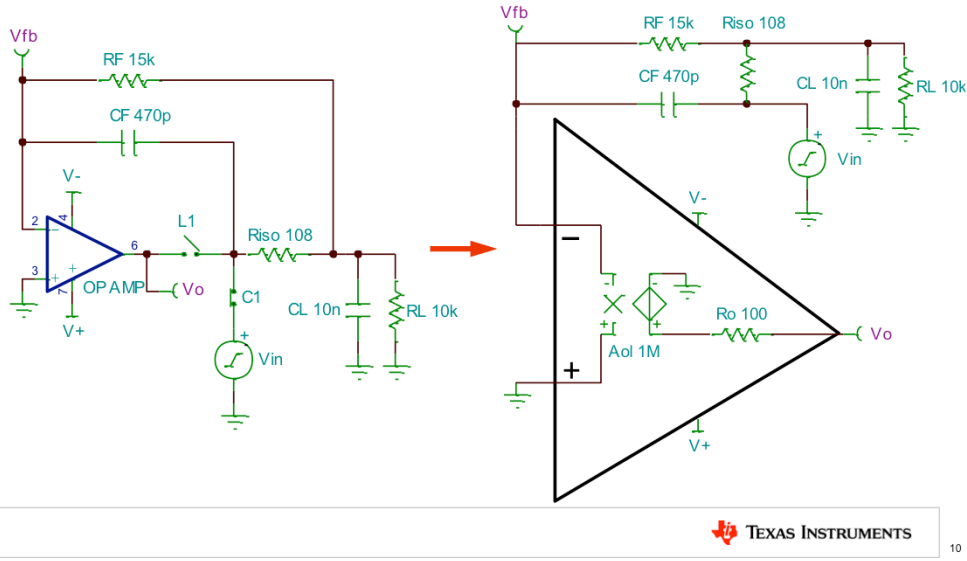 Vfb
RF 15k
CF 470p
V-
2
4
L1
6
Riso 108
3
7
OPAMP
Vo
C1
CL 10n
RL 10k
V+
+
Vin
Vfb
RF 15k
Riso 108
CF 470p
CL 10n
RL 10k
+
Vin
V-
−
-
-
+
+
Ro 100
Vo
Aol 1M
+
V+
TEXAS INSTRUMENTS
10